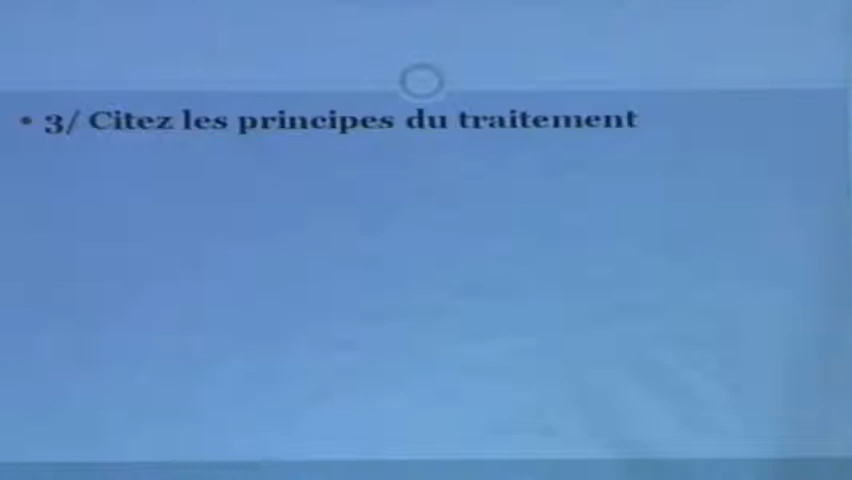 • 3/ Citez les principes du traitement